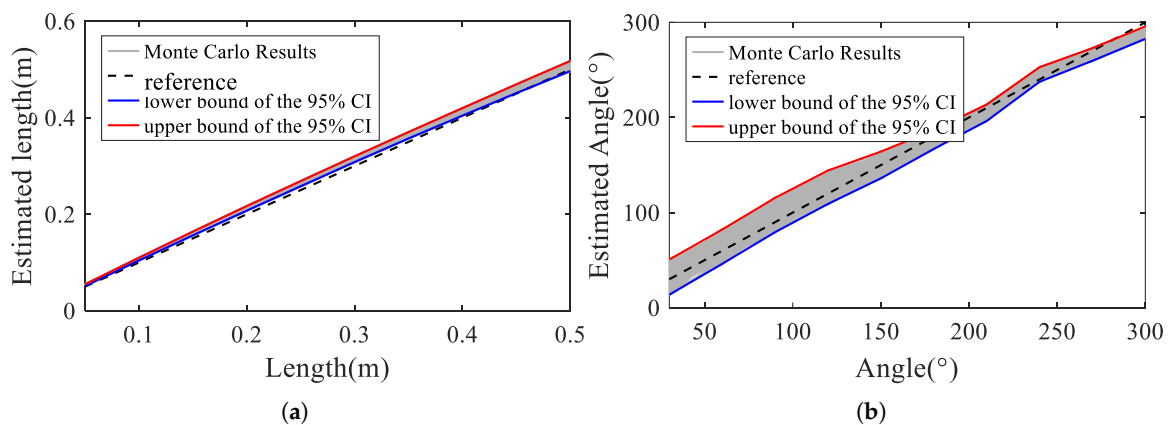 0.6
0.4
0.2
0
Estimated length(m)
Monte Carlo Results
reference
lower bound of the 95% CI
upper bound of the 95% CI
0.1 0.2 0.3 0.4 0.5
Length(m)
(a)
300
200
100
0
Estimated Angle(°)
Monte Carlo Results
reference
lower bound of the 95% CI
upper bound of the 95% CI
50 100 150 200 250 300
Angle(°)
(b)